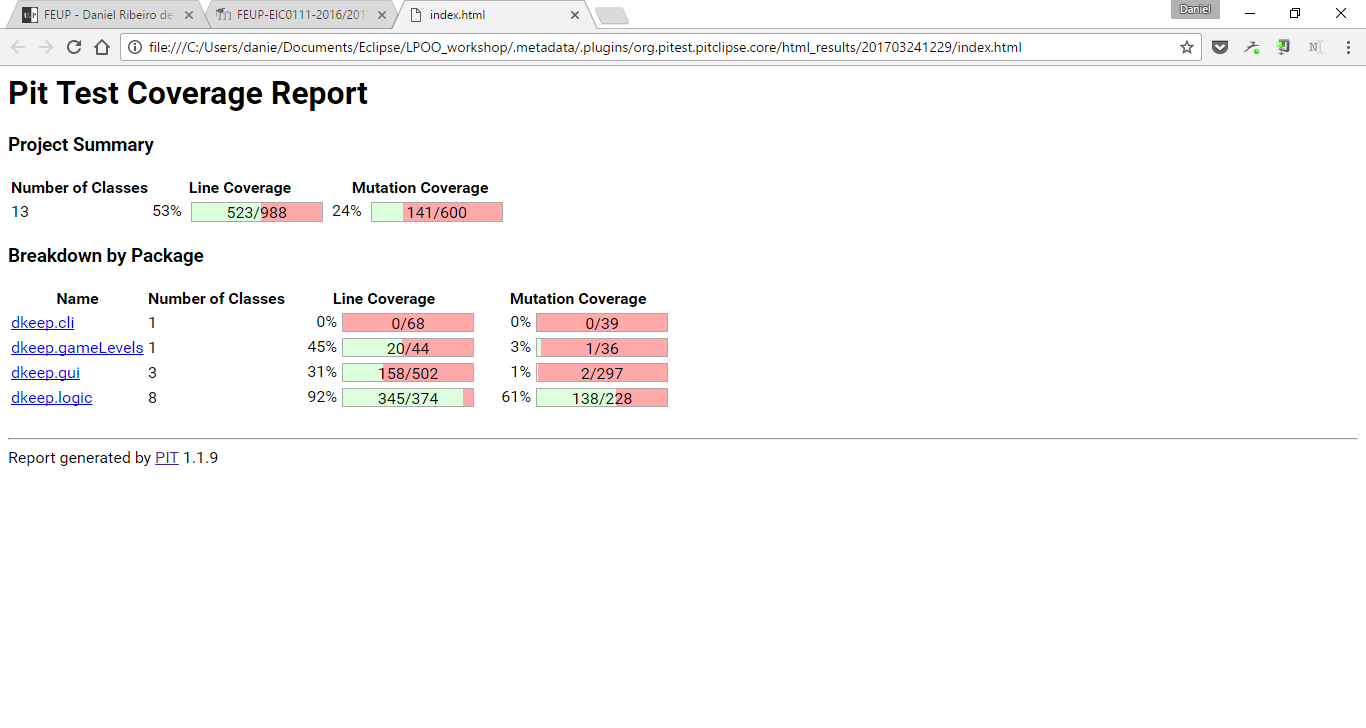 FEUP - Daniel Ribeiro de
FEUP-EIC0111-2016/201
index.html
Daniel
file:///C:/Users/danie/Documents/Eclipse/LPOO_workshop/.metadata/.plugins/org.pitest.pitclipse.core/html_results/201703241229/index.html
Pit Test Coverage Report
Project Summary
Number of Classes Line Coverage Mutation Coverage
13 53% 523/988 24% 141/600
Breakdown by Package
Name Number of Classes Line Coverage Mutation Coverage
dkeep.cli 1 0% 0/68 0% 0/39
dkeep.gameLevels 1 45% 20/44 3% 1/36
dkeep.gui 3 31% 158/502 1% 2/297
dkeep.logic 8 92% 345/374 61% 138/228
Report generated by PIT 1.1.9